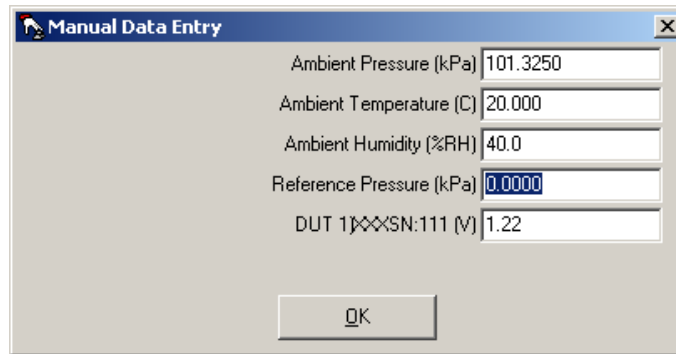 Manual Data Entry
Ambient Pressure (kPa) 101.3250
Ambient Temperature (C) 20.000
Ambient Humidity (%RH) 40.0
Reference Pressure (kPa) 0.0000
DUT 1)XXXSN:111 (V) 1.22
OK